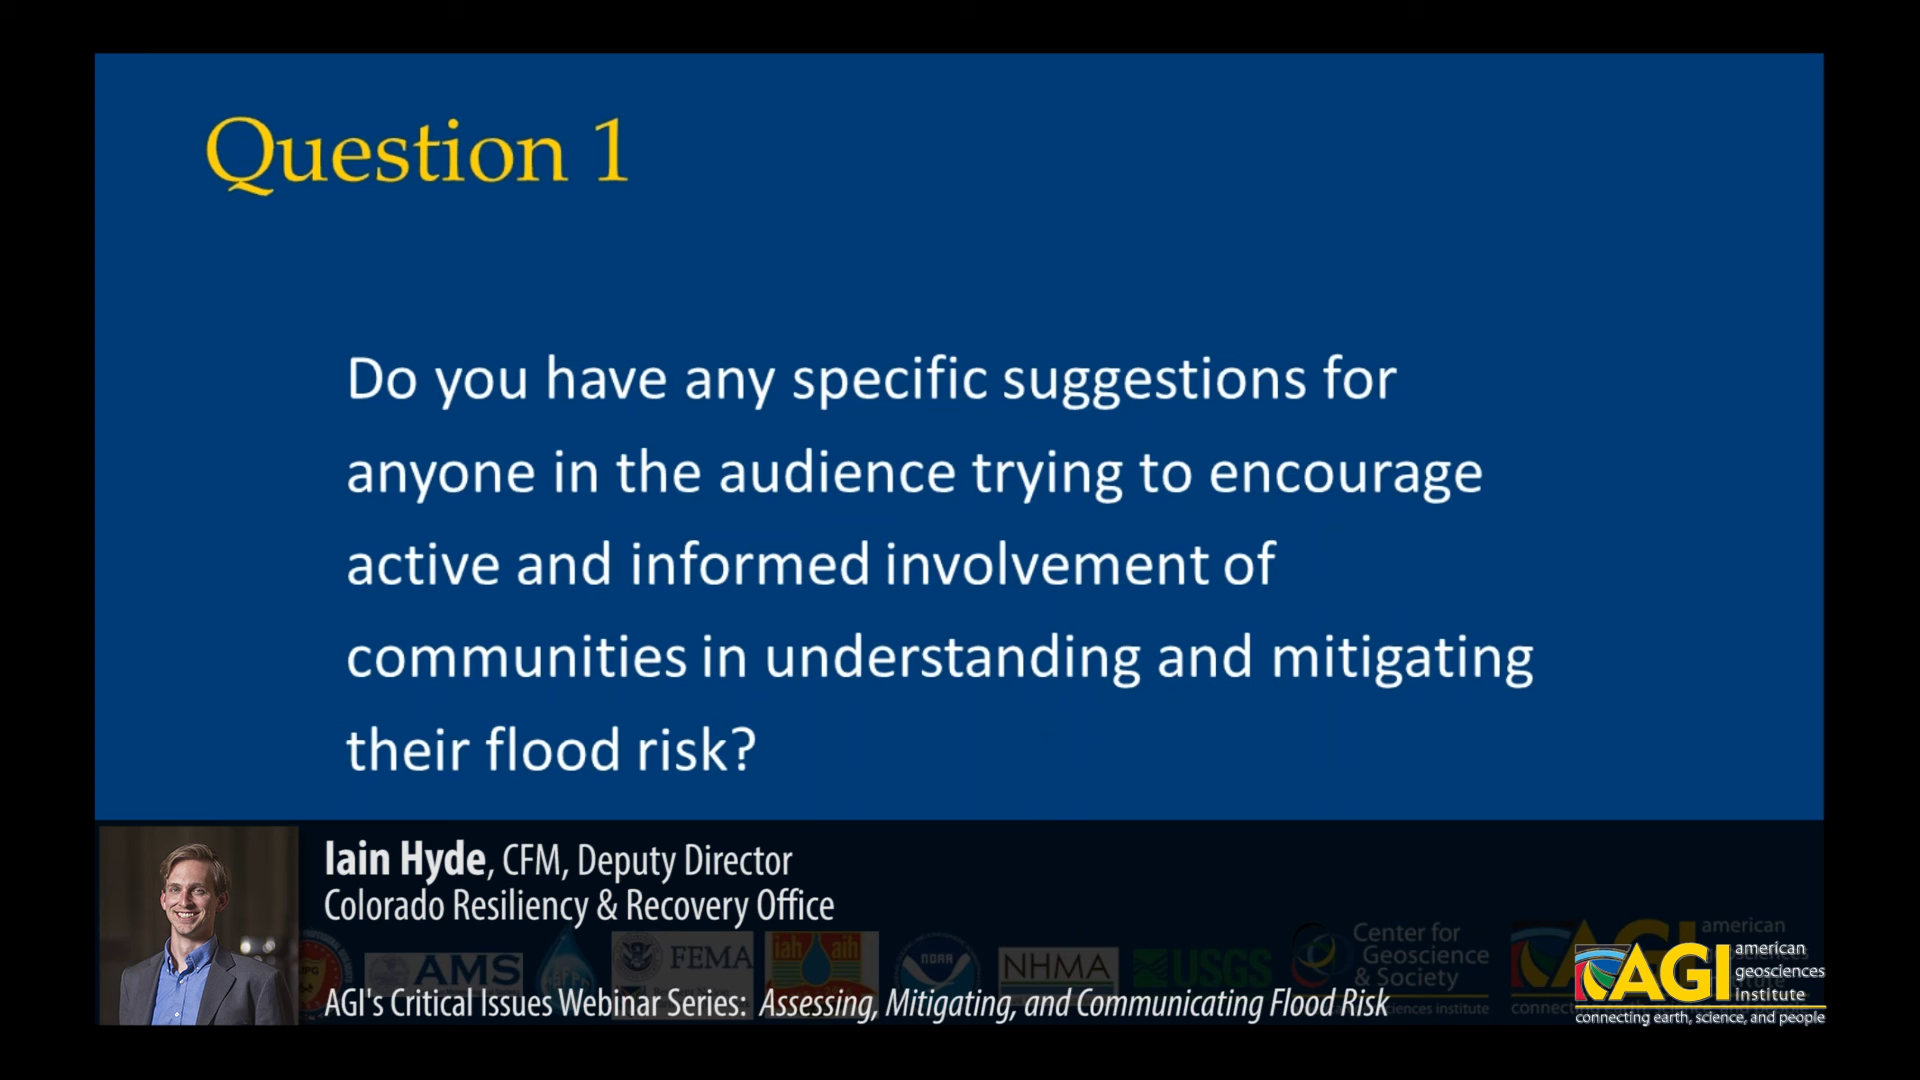 Question 1
Do you have any specific suggestions for
anyone in the audience trying to encourage
active and informed involvement of
communities in understanding and mitigating
their flood risk?
Iain Hyde, CFM, Deputy Director
Colorado Resiliency & Recovery Office
AMS
FEMA
iah aih
NOAA
NHMA
USGS
Center for
Geoscience
& Society
AGI's Critical Issues Webinar Series: Assessing, Mitigating, and Communicating Flood Risk
AGI american
geosciences
institute
connecting earth, science, and people